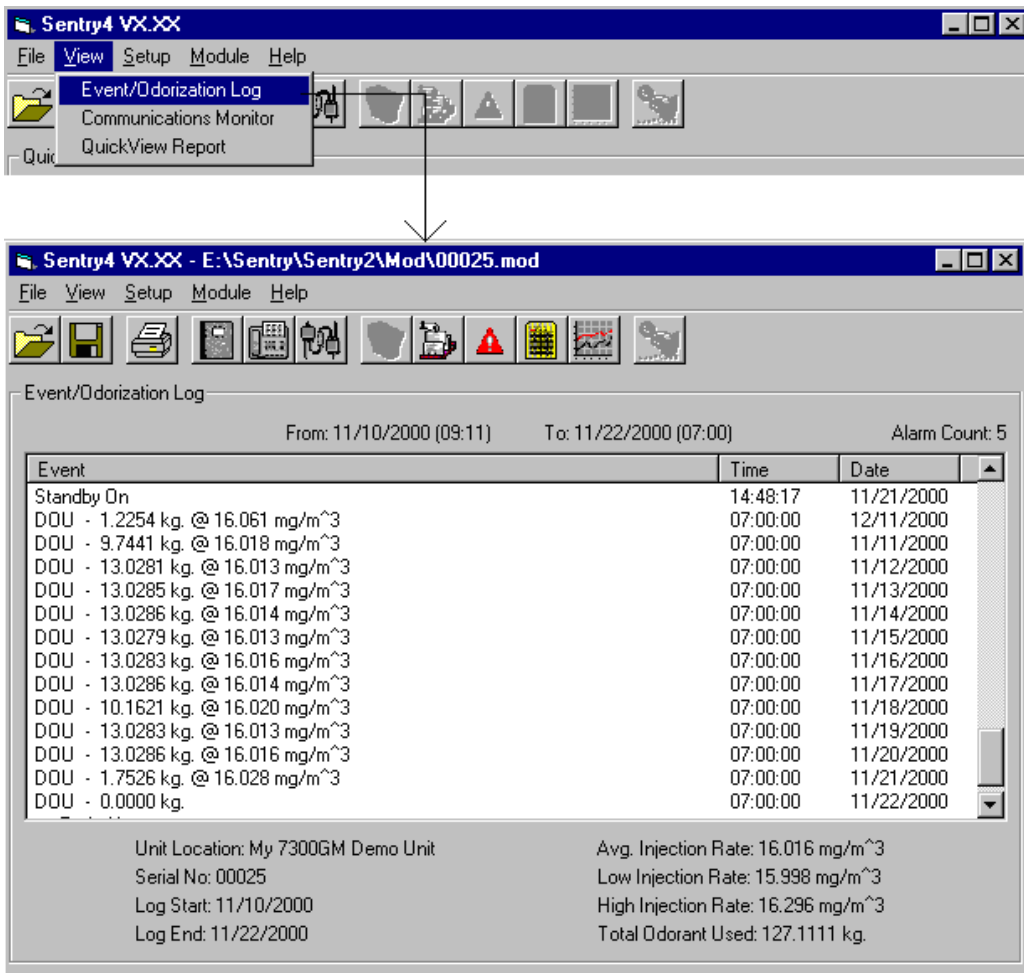 Sentry4 VX.XX
File View Setup Module Help
Event/Odorization Log
Communications Monitor
QuickView Report
Quic
Sentry4 VX.XX - E:\Sentry\Sentry2\Mod\00025.mod
File View Setup Module Help
Event/Odorization Log
From: 11/10/2000 (09:11) To: 11/22/2000 (07:00) Alarm Count: 5
Event Time Date
Standby On 14:48:17 11/21/2000
DOU - 1.2254 kg. @ 16.061 mg/m^3 07:00:00 12/11/2000
DOU - 9.7441 kg. @ 16.018 mg/m^3 07:00:00 11/11/2000
DOU - 13.0281 kg. @ 16.013 mg/m^3 07:00:00 11/12/2000
DOU - 13.0285 kg. @ 16.017 mg/m^3 07:00:00 11/13/2000
DOU - 13.0286 kg. @ 16.014 mg/m^3 07:00:00 11/14/2000
DOU - 13.0279 kg. @ 16.013 mg/m^3 07:00:00 11/15/2000
DOU - 13.0283 kg. @ 16.016 mg/m^3 07:00:00 11/16/2000
DOU - 13.0286 kg. @ 16.014 mg/m^3 07:00:00 11/17/2000
DOU - 10.1621 kg. @ 16.020 mg/m^3 07:00:00 11/18/2000
DOU - 13.0283 kg. @ 16.013 mg/m^3 07:00:00 11/19/2000
DOU - 13.0286 kg. @ 16.016 mg/m^3 07:00:00 11/20/2000
DOU - 1.7526 kg. @ 16.028 mg/m^3 07:00:00 11/21/2000
DOU - 0.0000 kg. 07:00:00 11/22/2000
Unit Location: My 7300GM Demo Unit Avg. Injection Rate: 16.016 mg/m^3
Serial No: 00025 Low Injection Rate: 15.998 mg/m^3
Log Start: 11/10/2000 High Injection Rate: 16.296 mg/m^3
Log End: 11/22/2000 Total Odorant Used: 127.1111 kg.